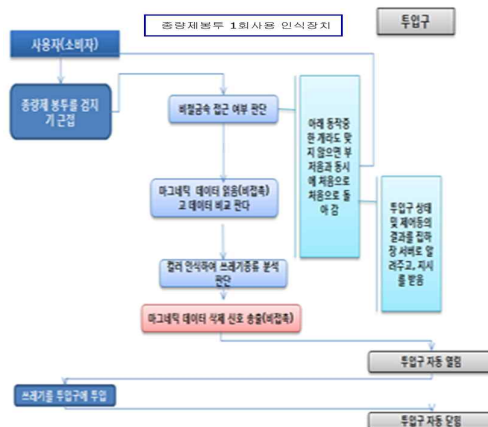 종량제봉투 1회사용 인식장치
투입구
사용자(소비자)
종량제 봉투를 검지
기 근접
비철금속 접근 여부 판단
아래 동작중
한 개라도 맞
지 않으면 부
저음과 동시
에 처음으로
처음으로 돌
아 감
마그네틱 데이터 읽음(비접촉)
고 데이터 비교 판다
투입구 상태
및 제어등의
결과를 집하
장 서버로 알
려주고, 지시
를 받음
컬러 인식하여 쓰레기종류 분석
판단
마그네틱 데이터 삭제 신호 송출(비접촉)
투입구 자동 열림
쓰레기를 투입구에 투입
투입구 자동 닫힘